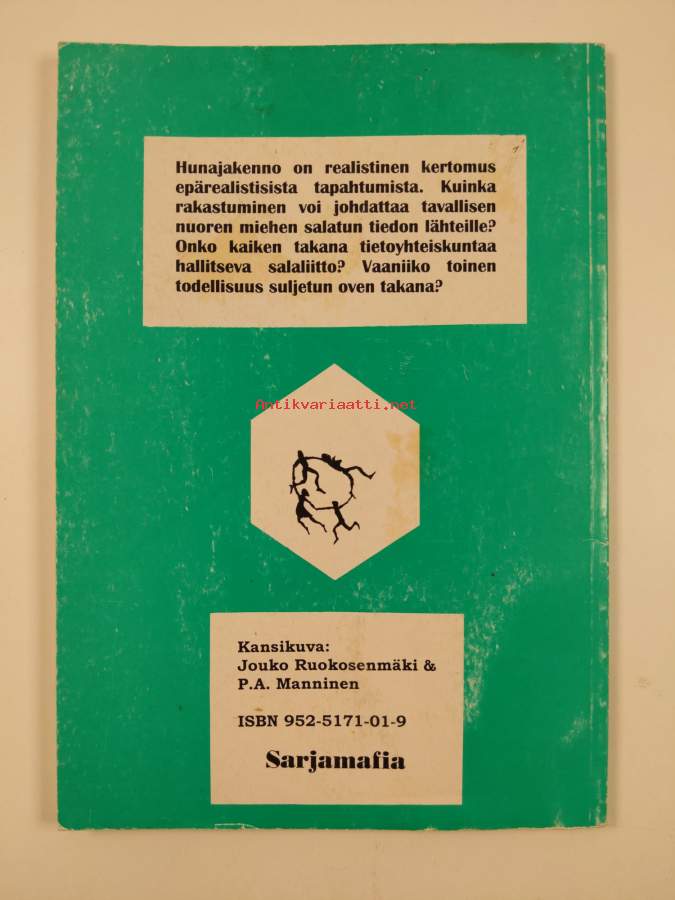 Hunajakenno on realistinen kertomus
epärealistisista tapahtumista. Kuinka
rakastuminen voi johdattaa tavallisen
nuoren miehen salatun tiedon lähteille?
Onko kaiken takana tietoyhteiskuntaa
hallitseva salaliitto? Vaaniiko toinen
todellisuus suljetun oven takana?
Antikvariaatti.net
Kansikuva:
Jouko Ruokosenmäki &
P.A. Manninen
ISBN 952-5171-01-9
Sarjamafia